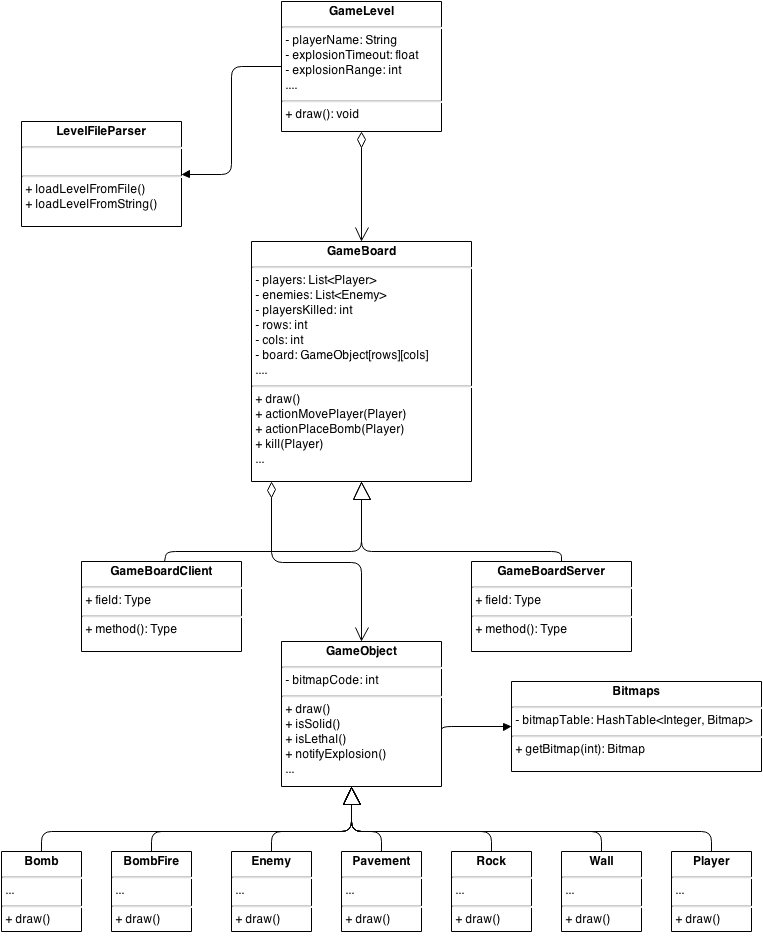 GameLevel
- playerName: String
- explosionTimeout: float
- explosionRange: int
....
+ draw(): void
LevelFileParser
+ loadLevelFromFile()
+ loadLevelFromString()
GameBoard
- players: List<Player>
- enemies: List<Enemy>
- playersKilled: int
- rows: int
- cols: int
- board: GameObject[rows][cols]
....
+ draw()
+ actionMovePlayer(Player)
+ actionPlaceBomb(Player)
+ kill(Player)
...
GameBoardClient
+ field: Type
+ method(): Type
GameBoardServer
+ field: Type
+ method(): Type
GameObject
- bitmapCode: int
+ draw()
+ isSolid()
+ isLethal()
+ notifyExplosion()
...
Bitmaps
- bitmapTable: HashTable<Integer, Bitmap>
+ getBitmap(int): Bitmap
Bomb
...
+ draw()
BombFire
...
+ draw()
Enemy
...
+ draw()
Pavement
...
+ draw()
Rock
...
+ draw()
Wall
...
+ draw()
Player
...
+ draw()